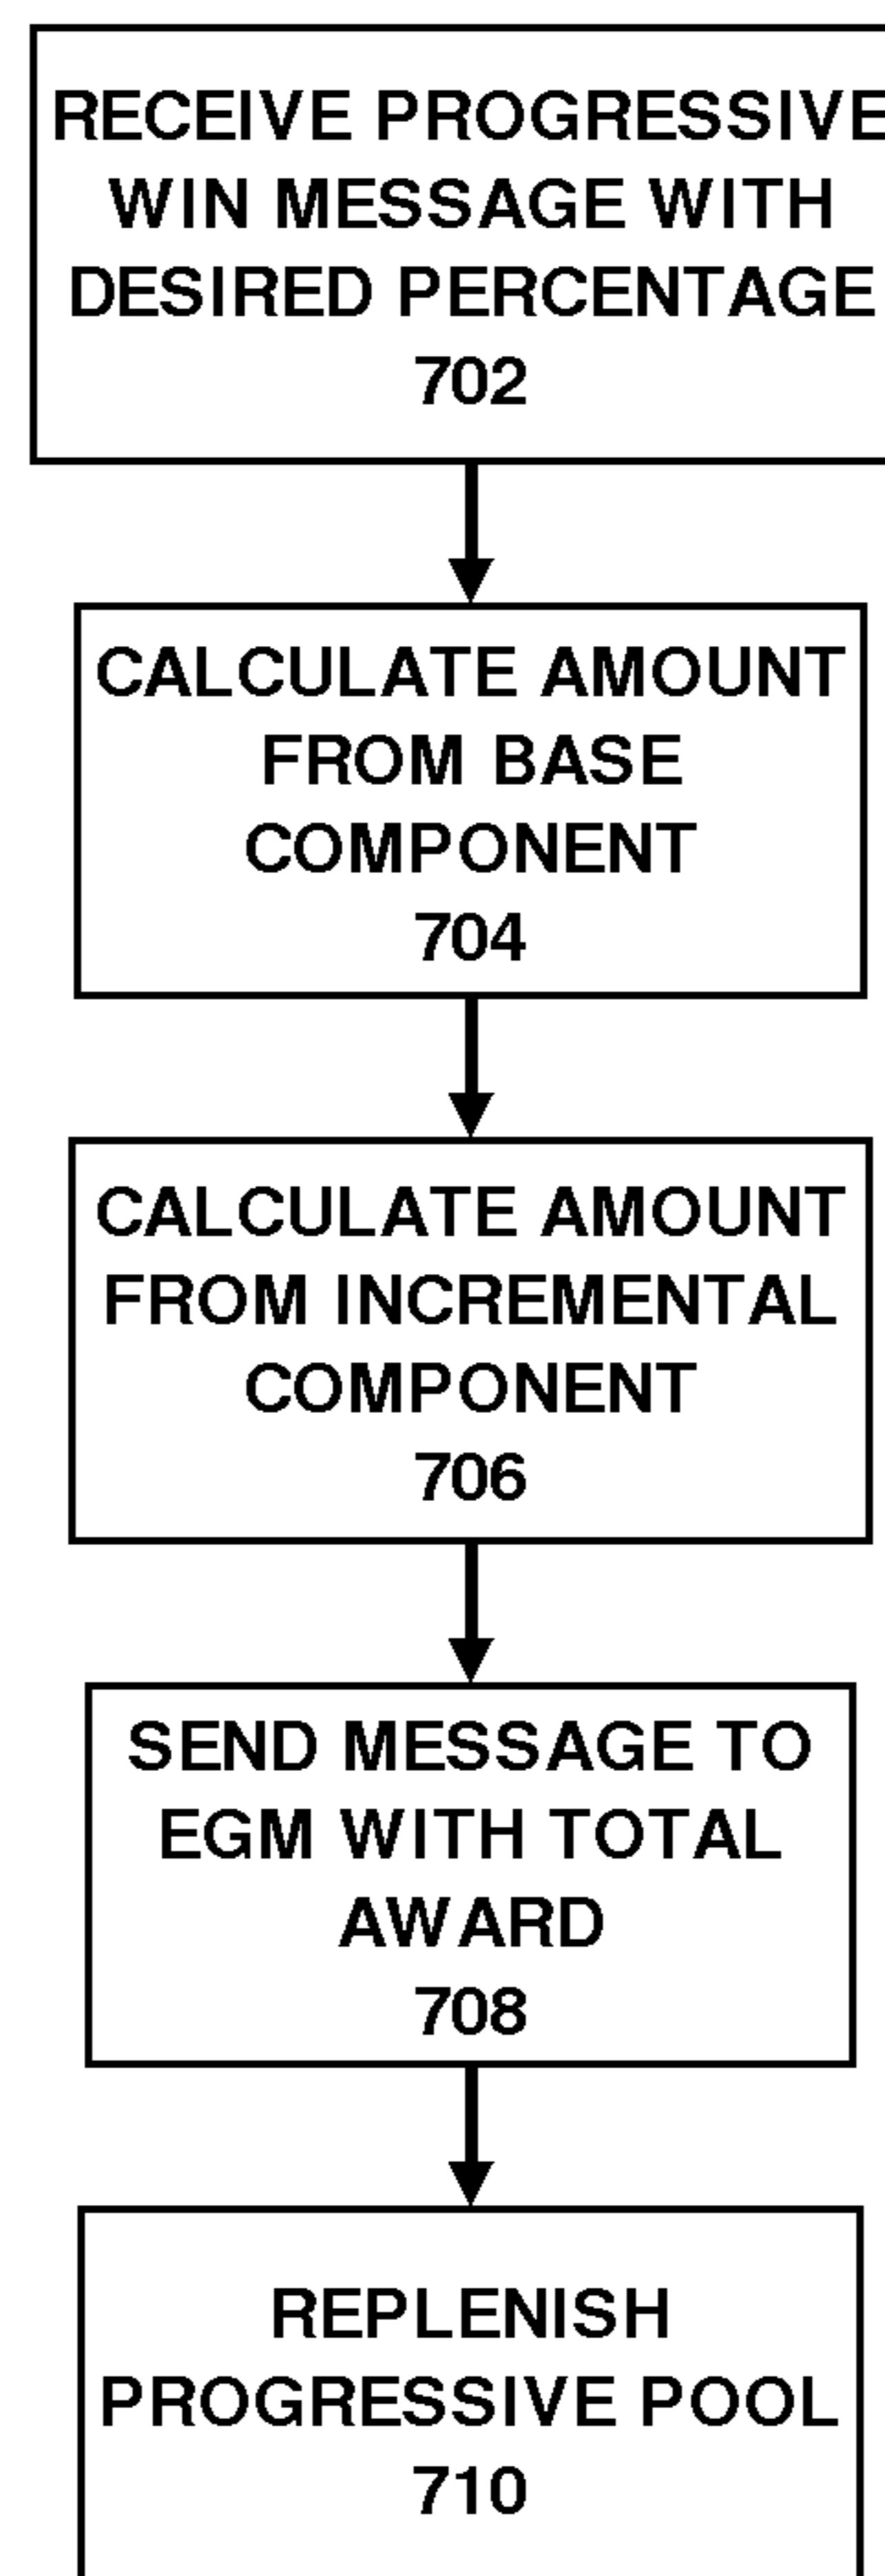 RECEIVE PROGRESSIVE
WIN MESSAGE WITH
DESIRED PERCENTAGE
702
CALCULATE AMOUNT
FROM BASE
COMPONENT
704
CALCULATE AMOUNT
FROM INCREMENTAL
COMPONENT
706
SEND MESSAGE TO
EGM WITH TOTAL
AWARD
708
REPLENISH
PROGRESSIVE POOL
710